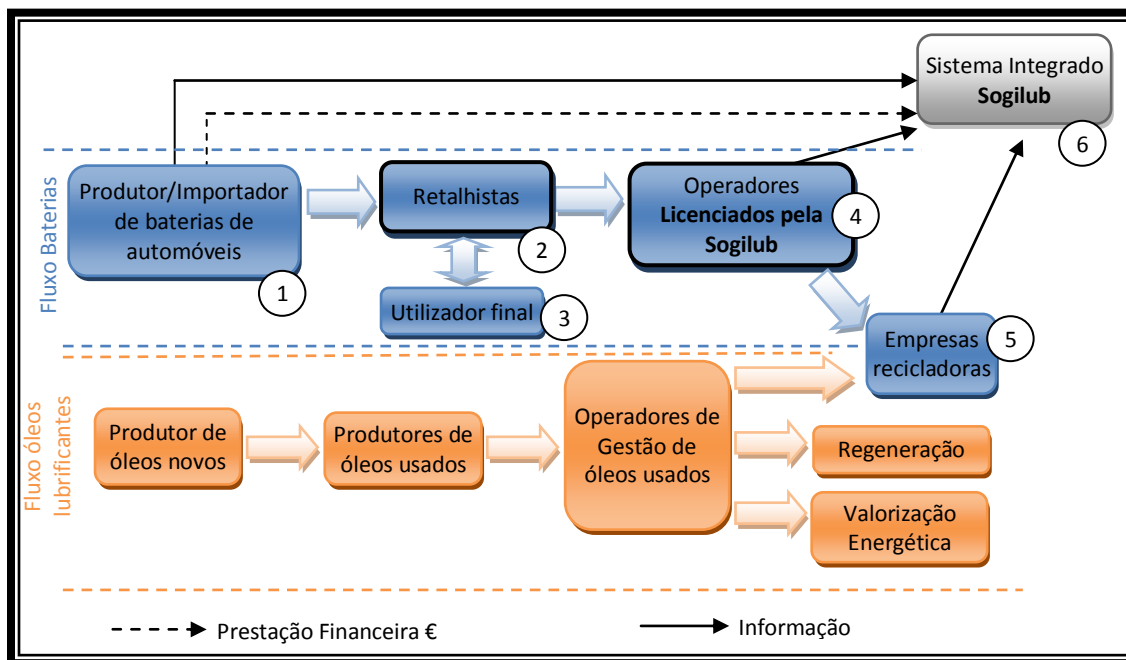 Sistema Integrado
Sogilub
6
Fluxo Baterias
Produtor/Importador
de baterias de
automóveis
1
Retalhistas
2
Operadores
Licenciados pela
Sogilub
4
Utilizador final
3
Empresas
recicladoras
5
Fluxo óleos
lubrificantes
Produtor de
óleos novos
Produtores de
óleos usados
Operadores de
Gestão de
óleos usados
Regeneração
Valorização
Energética
Prestação Financeira €
Informação